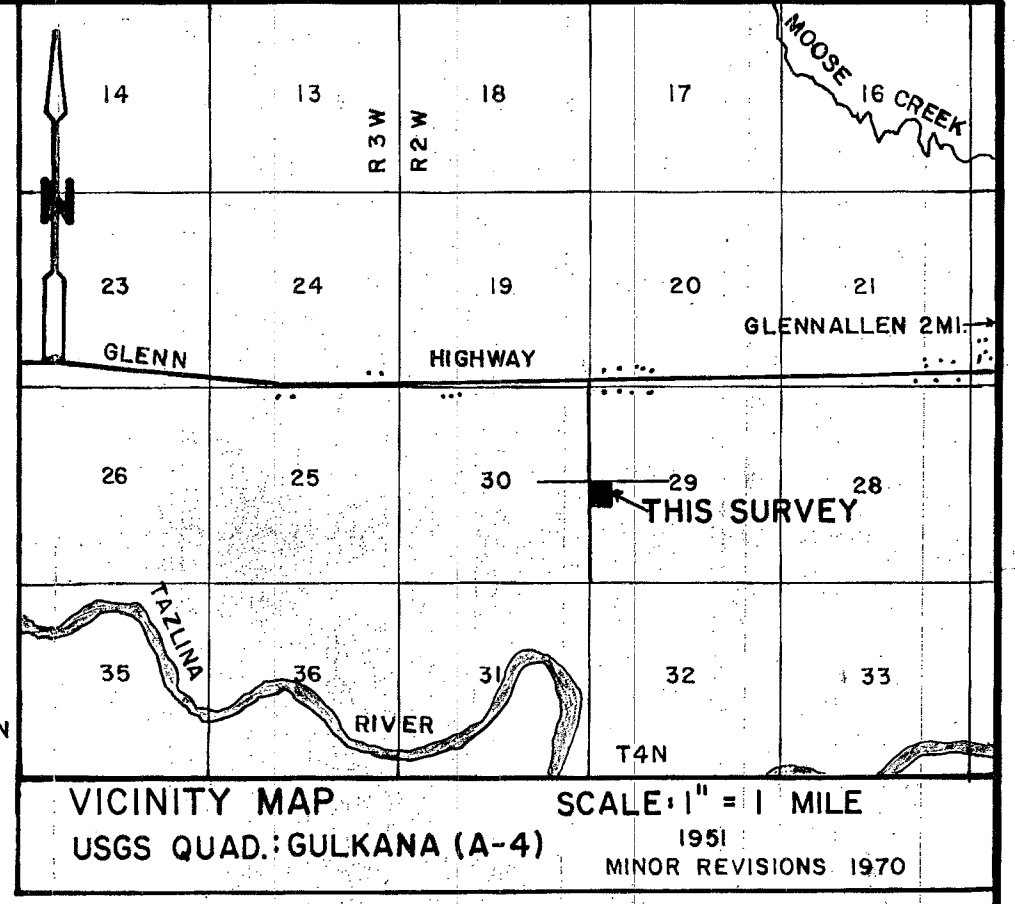 MOOSE CREEK
14 13 18 17 16
R 3 W
R 2 W
N
23 24 19 20 21
GLENNALLEN 2MI.
GLENN HIGHWAY
26 25 30 29 28
THIS SURVEY
TAZLINA RIVER
35 36 31 32 33
T4N
N
VICINITY MAP
SCALE: 1" = 1 MILE
USGS QUAD.: GULKANA (A-4)
1951
MINOR REVISIONS 1970